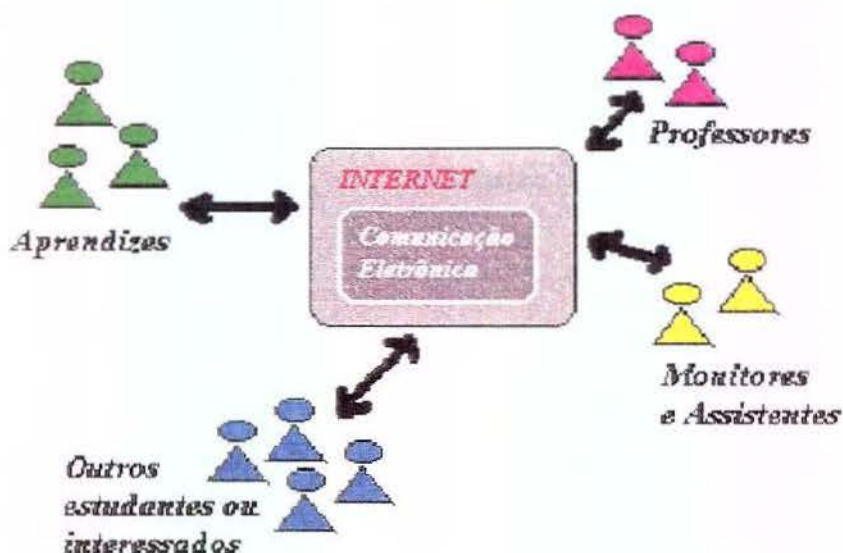 Professores
INTERNET
Comunicação
Eletrônica
Aprendizes
Monitores
e Assistentes
Outros
estudantes ou
interessados